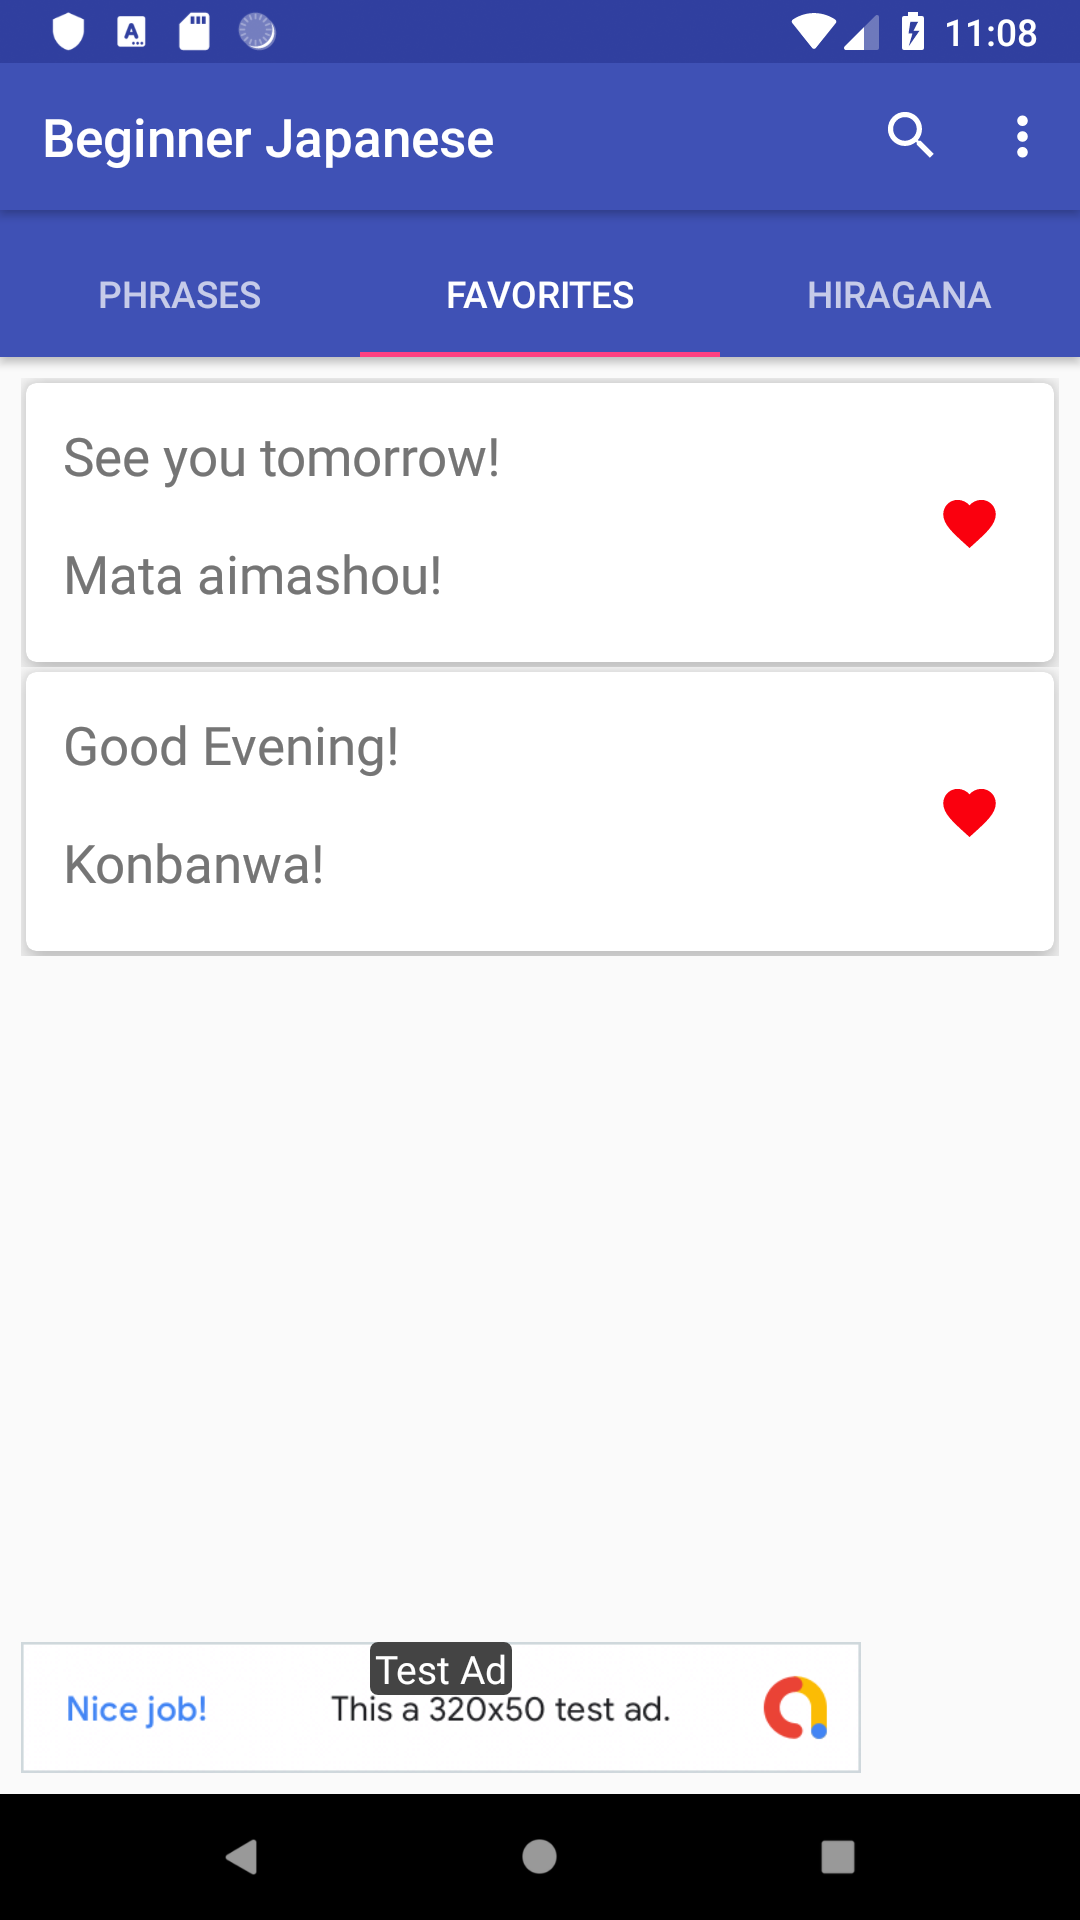 11:08
Beginner Japanese
PHRASES FAVORITES HIRAGANA
See you tomorrow!
Mata aimashou!
Good Evening!
Konbanwa!
Test Ad
Nice job! This a 320x50 test ad.